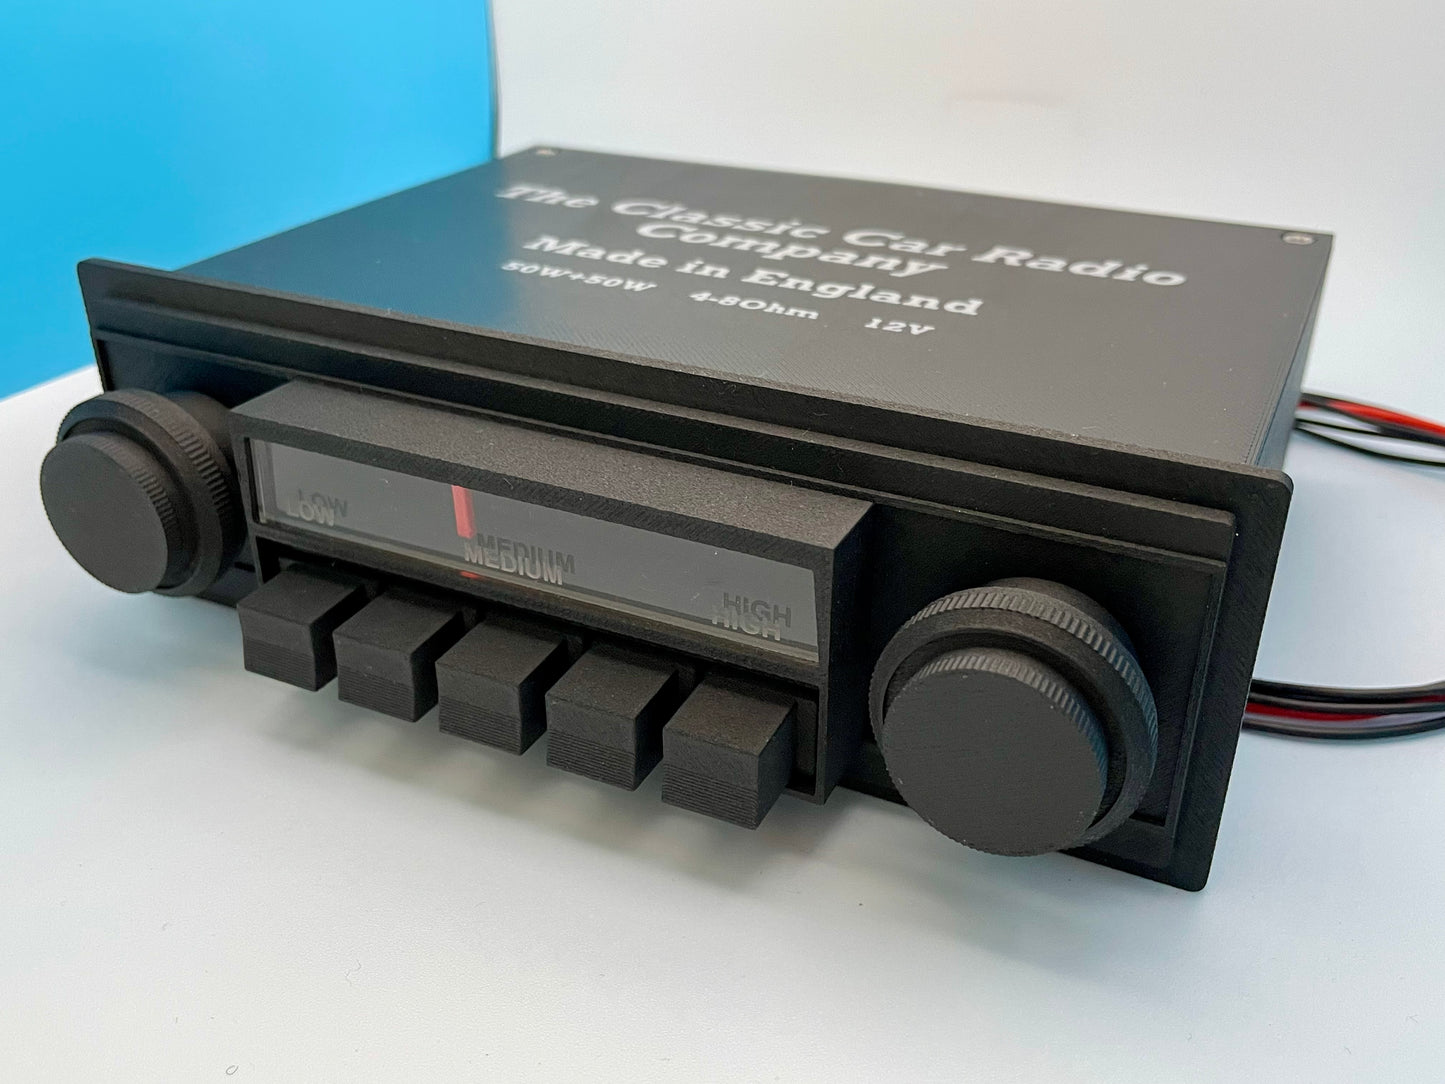 The Classic Car Radio
Company
Made in England
50W+50W 4-8Ohm 12V
LOW
MEDIUM
HIGH